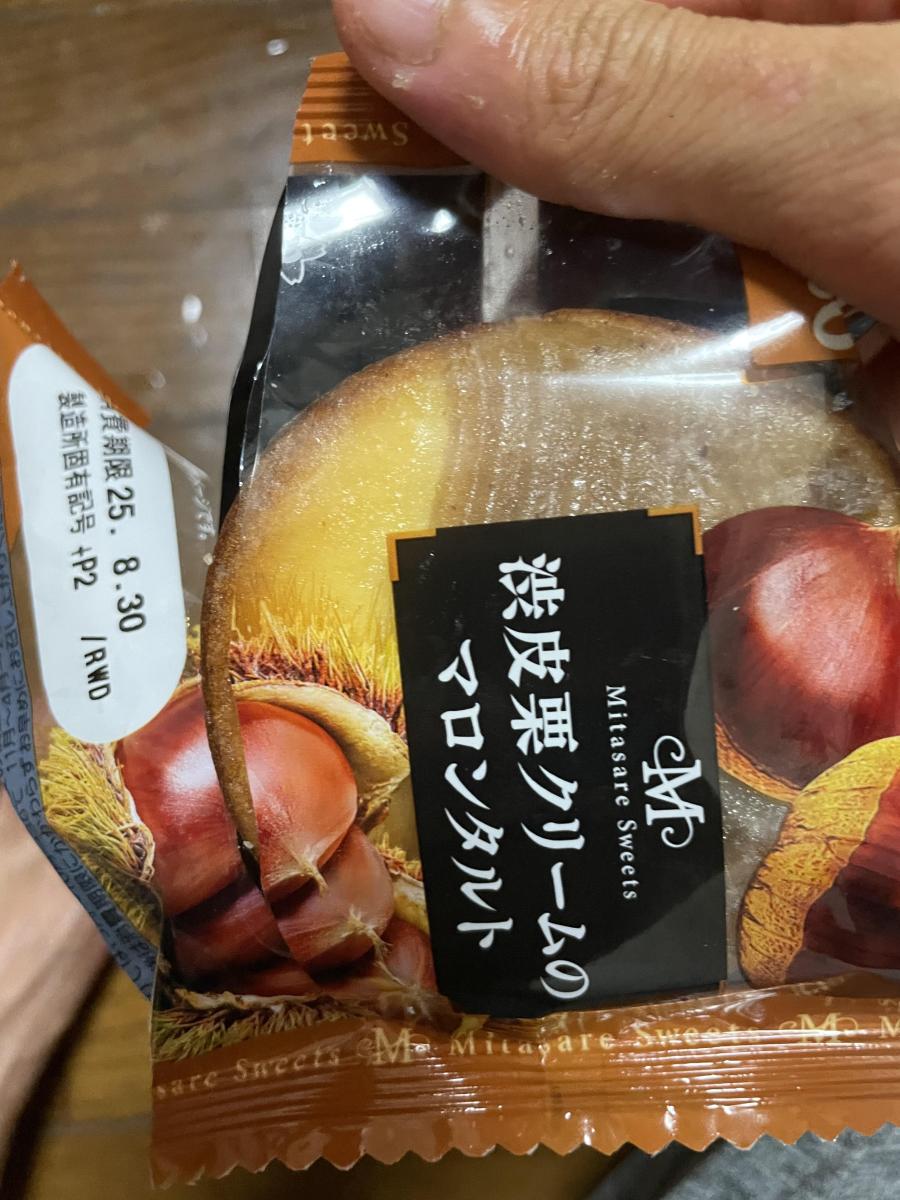 Sweet
渋皮栗クリームの
マロンタルト
M
Mitasare Sweets
賞期限 25. 8.30
製造所固有記号 +P2 /RWD
sare Sweets M Mitasare Sweets M